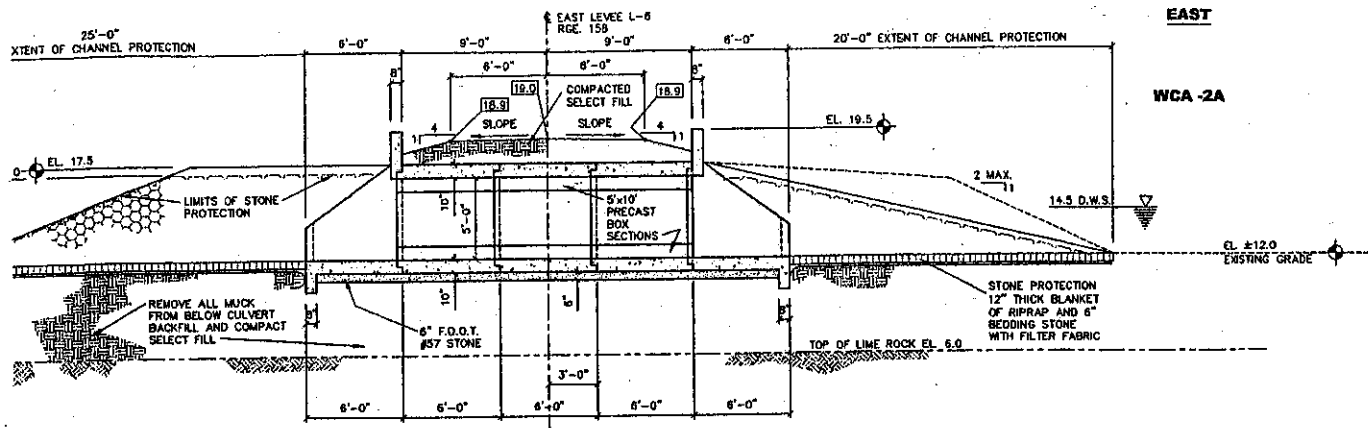 EAST LEVEE L-6
RGE. 158
EAST
25'-0"
XTENT OF CHANNEL PROTECTION
6'-0"
9'-0"
9'-0"
6'-0"
20'-0" EXTENT OF CHANNEL PROTECTION
8"
6'-0"
6'-0"
8"
18.9
19.0
COMPACTED
SELECT FILL
18.9
WCA -2A
4
1
SLOPE
SLOPE
4
1
EL. 19.5
EL. 17.5
LIMITS OF STONE
PROTECTION
10"
5'-0"
5'x10'
PRECAST
BOX
SECTIONS
2 MAX.
1
14.5 D.W.S.
EL ±12.0
EXISTING GRADE
REMOVE ALL MUCK
FROM BELOW CULVERT
BACKFILL AND COMPACT
SELECT FILL
8"
6" F.D.O.T.
#57 STONE
10"
6"
8"
STONE PROTECTION
12" THICK BLANKET
OF RIPRAP AND 6"
BEDDING STONE
WITH FILTER FABRIC
TOP OF LIME ROCK EL. 6.0
3'-0"
6'-0"
6'-0"
6'-0"
6'-0"
6'-0"